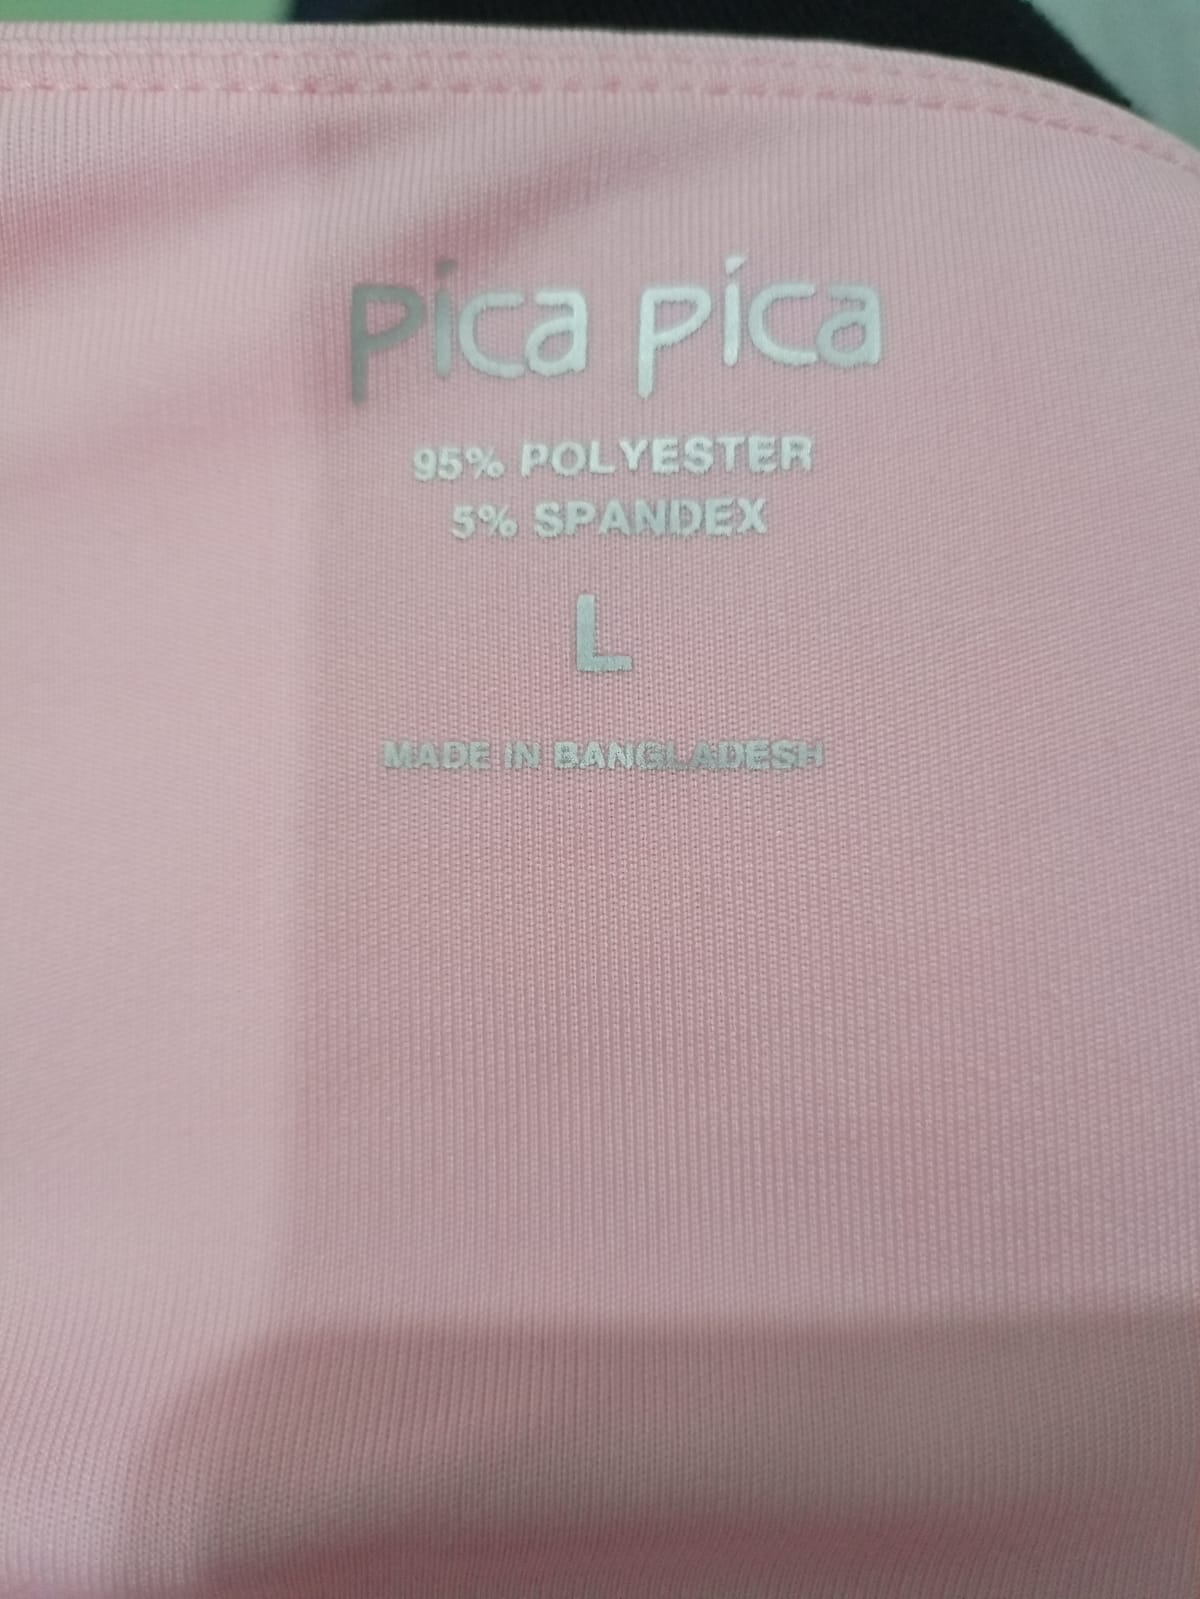 pica pica
95% POLYESTER
5% SPANDEX
L
MADE IN BANGLADESH